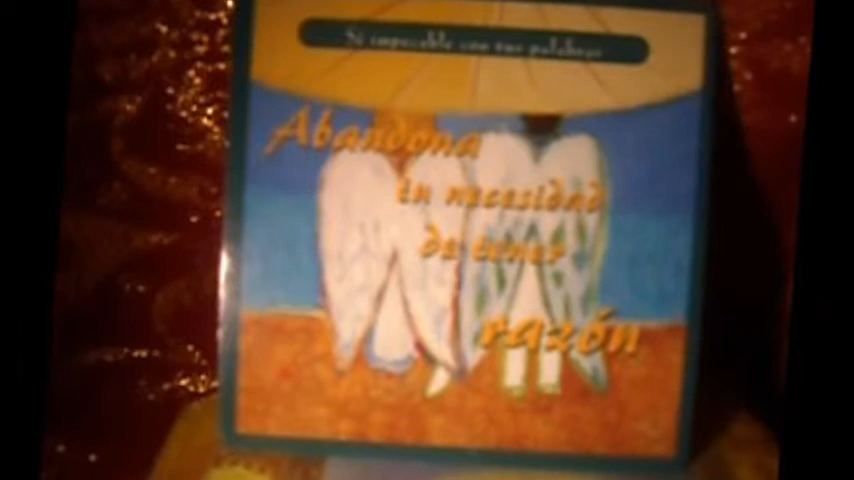 Sé impecable con tus palabras
Abandona
tu necesidad
de tener
razón